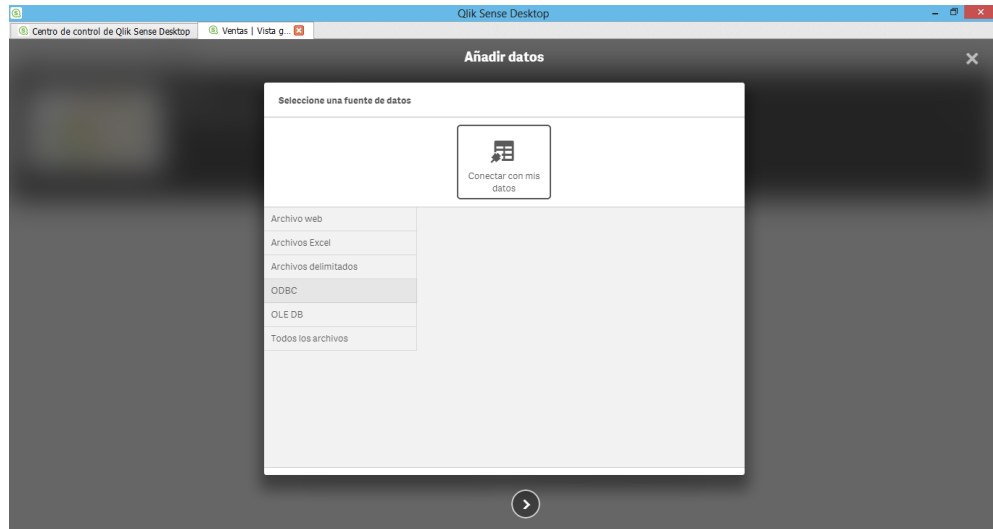 Qlik Sense Desktop
Centro de control de Qlik Sense Desktop
Ventas | Vista g...
Añadir datos
Seleccione una fuente de datos
Conectar con mis
datos
Archivo web
Archivos Excel
Archivos delimitados
ODBC
OLE DB
Todos los archivos